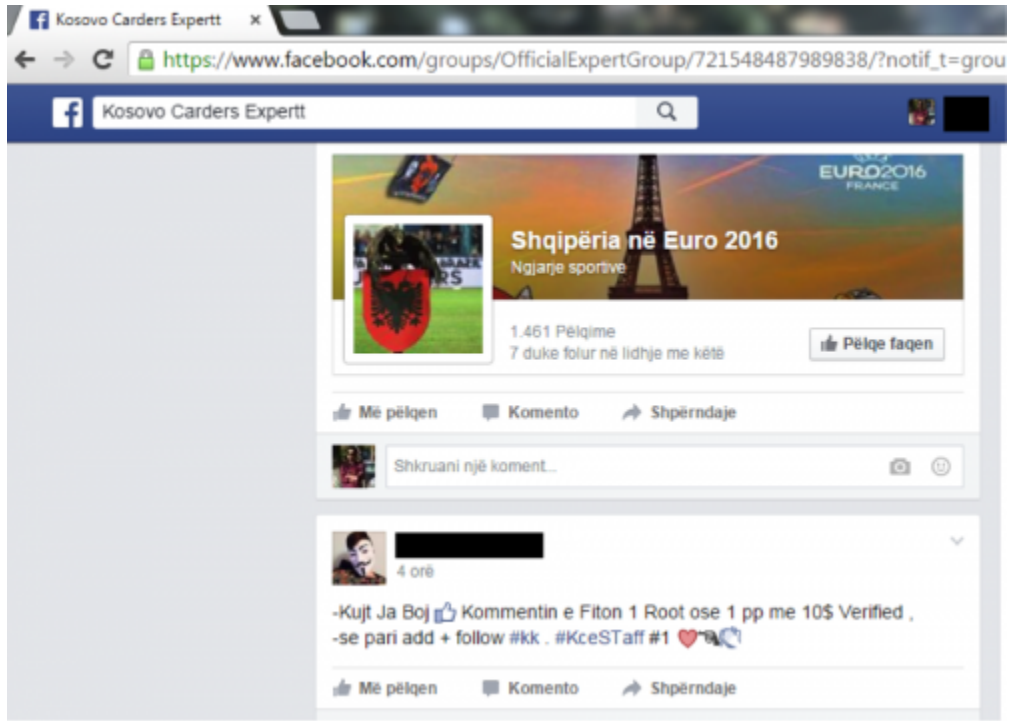 Kosovo Carders Expertt
https://www.facebook.com/groups/OfficialExpertGroup/721548487989838/?notif_t=grou
Kosovo Carders Expertt
EURO2016
FRANCE
Shqipëria në Euro 2016
Ngjarje sportive
1.461 Pëlqime
7 duke folur në lidhje me këtë
Pëlqe faqen
Më pëlqen Komento Shpërndaje
Shkruani një koment...
4 orë
-Kujt Ja Boj 👍 Kommentin e Fiton 1 Root ose 1 pp me 10$ Verified ,
-se pari add + follow #kk . #KceSTaff #1
Më pëlqen Komento Shpërndaje